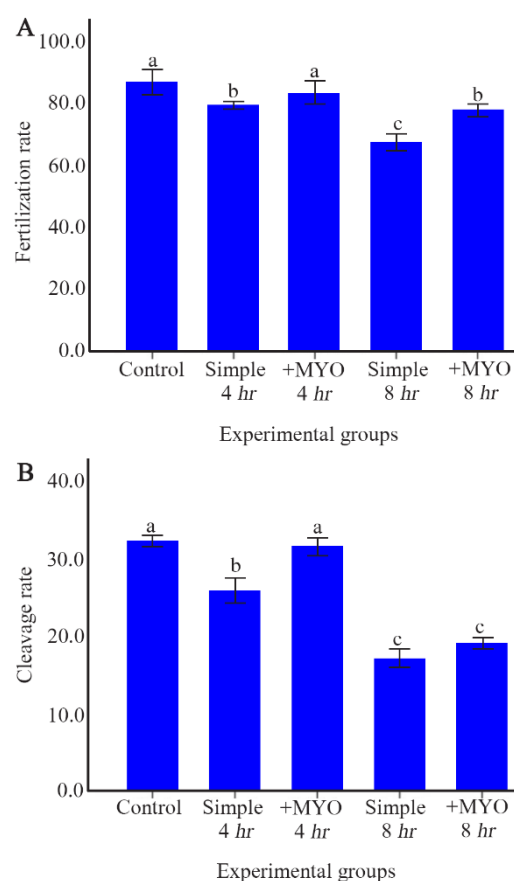 A
Fertilization rate
100.0
80.0
60.0
40.0
20.0
0.0
a
b
a
c
b
Control Simple +MYO Simple +MYO
4 hr 4 hr 8 hr 8 hr
Experimental groups
B
Cleavage rate
40.0
30.0
20.0
10.0
0.0
a
b
a
c
c
Control Simple +MYO Simple +MYO
4 hr 4 hr 8 hr 8 hr
Experimental groups